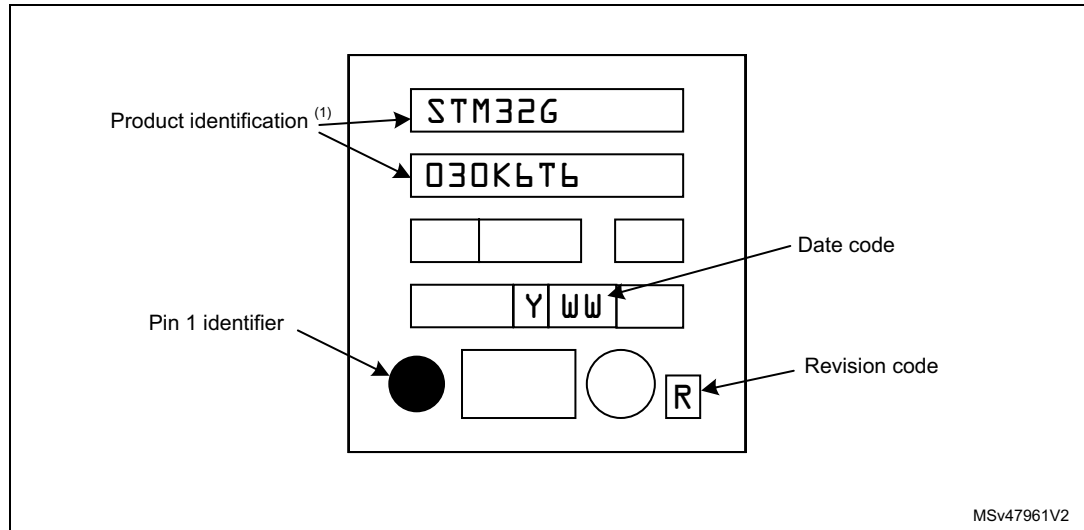 STM32G
Product identification (1)
030K6T6
Date code
Y WW
Pin 1 identifier
Revision code
R
MSv47961V2